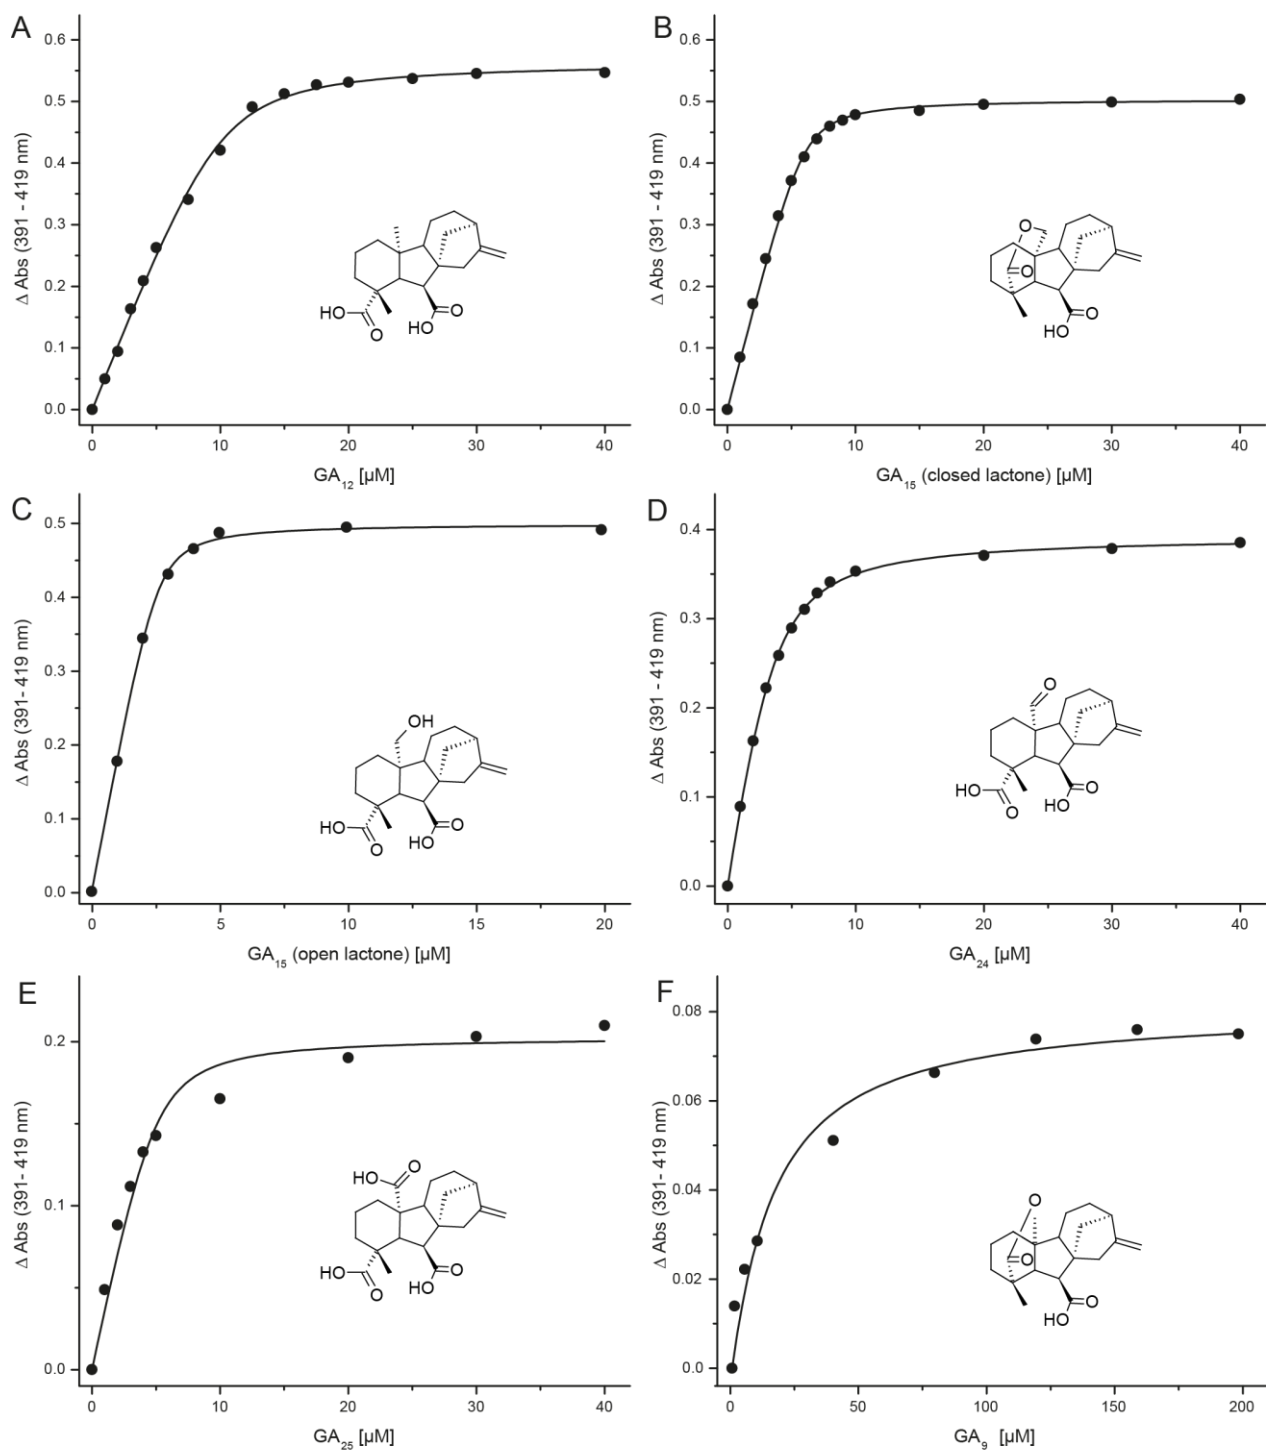 A
Δ Abs (391 - 419 nm)
0.6
0.5
0.4
0.3
0.2
0.1
0.0
HO
O
O
HO
0 10 20 30 40
GA12 [µM]
B
Δ Abs (391 - 419 nm)
0.6
0.5
0.4
0.3
0.2
0.1
0.0
O
O
O
HO
0 10 20 30 40
GA15 (closed lactone) [µM]
C
Δ Abs (391- 419 nm)
0.5
0.4
0.3
0.2
0.1
0.0
OH
HO
O
O
HO
0 5 10 15 20
GA15 (open lactone) [µM]
D
Δ Abs (391 - 419 nm)
0.4
0.3
0.2
0.1
0.0
O
HO
O
O
HO
0 10 20 30 40
GA24 [µM]
E
Δ Abs (391- 419 nm)
0.2
0.1
0.0
HO
O
HO
O
O
HO
0 10 20 30 40
GA25 [µM]
F
Δ Abs (391- 419 nm)
0.08
0.06
0.04
0.02
0.0
O
O
O
HO
0 50 100 150 200
GA9 [µM]